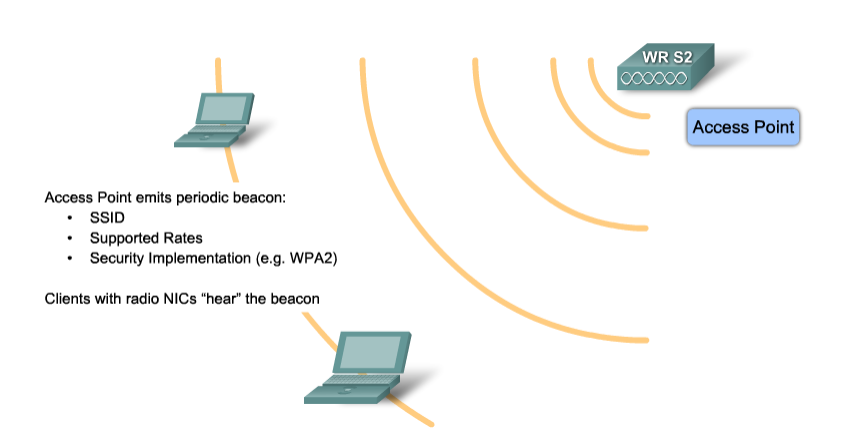 WR S2
Access Point
Access Point emits periodic beacon:
• SSID
• Supported Rates
• Security Implementation (e.g. WPA2)
Clients with radio NICs “hear” the beacon